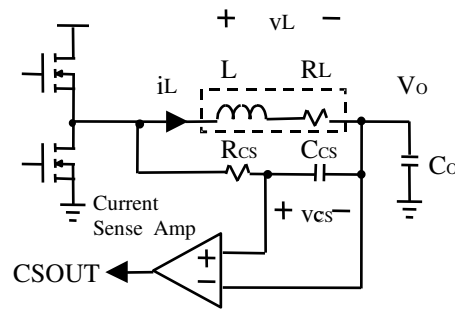 + vL −
iL L RL VO
RCS CCS CO
+ vcs −
Current
Sense Amp
+
CSOUT
−